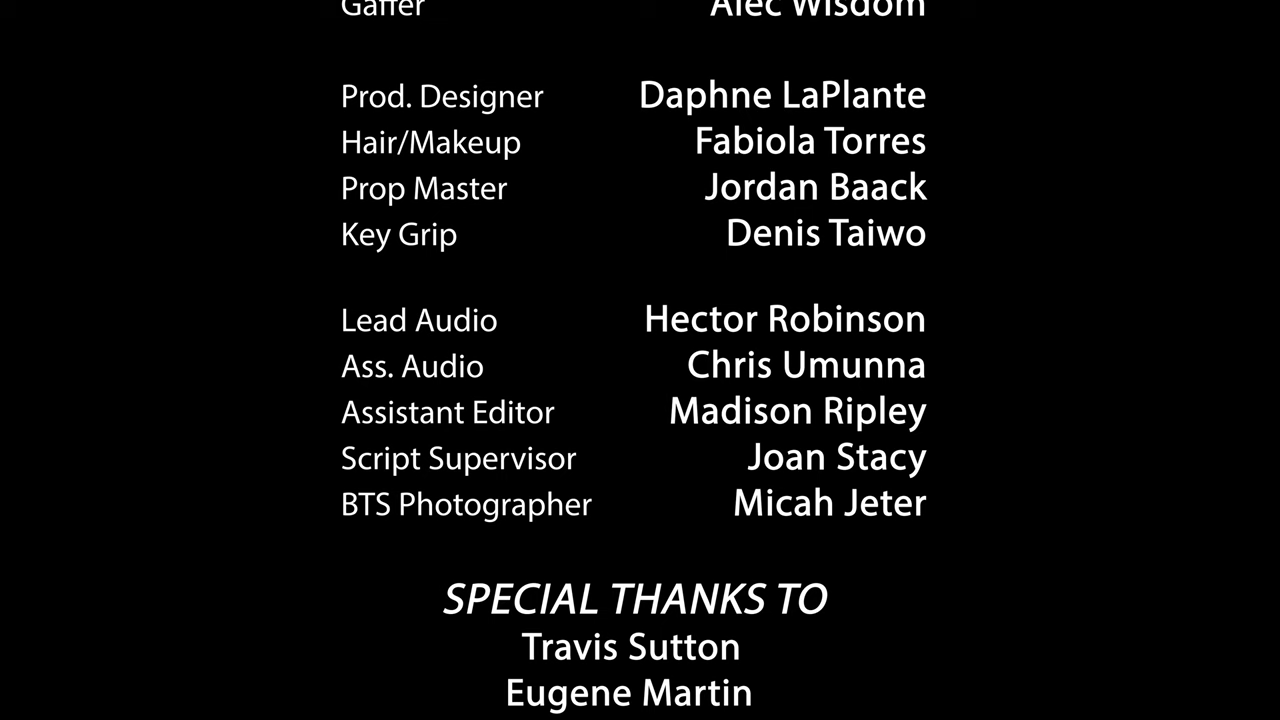 Gaffer Alec Wisdom
Prod. Designer Daphne LaPlante
Hair/Makeup Fabiola Torres
Prop Master Jordan Baack
Key Grip Denis Taiwo
Lead Audio Hector Robinson
Ass. Audio Chris Umunna
Assistant Editor Madison Ripley
Script Supervisor Joan Stacy
BTS Photographer Micah Jeter
SPECIAL THANKS TO
Travis Sutton
Eugene Martin